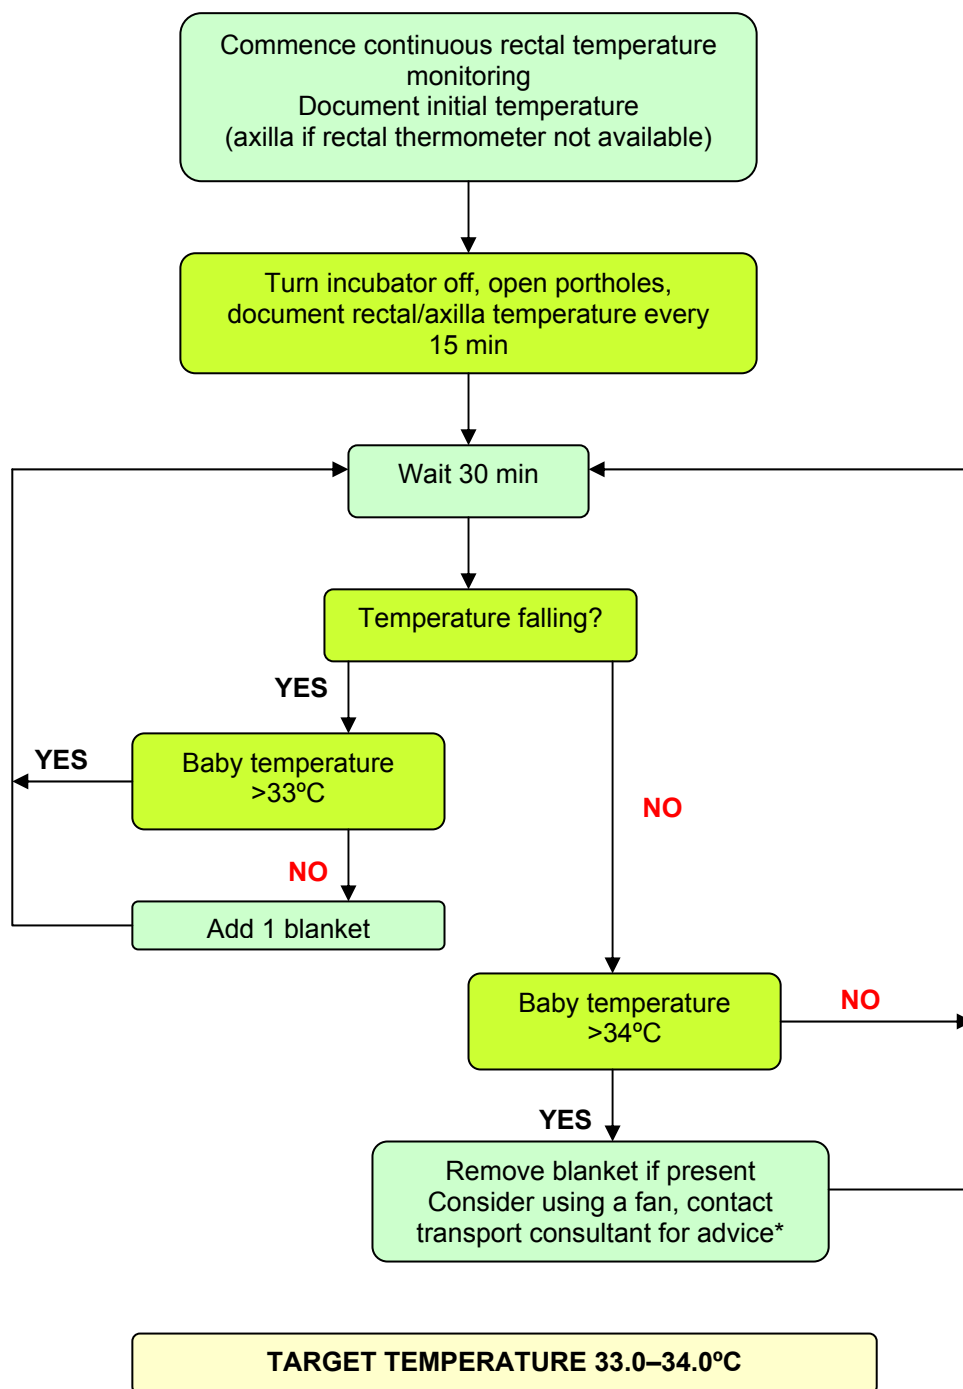 Commence continuous rectal temperature
monitoring
Document initial temperature
(axilla if rectal thermometer not available)
Turn incubator off, open portholes,
document rectal/axilla temperature every
15 min
Wait 30 min
Temperature falling?
YES
YES
Baby temperature
>33ºC
NO
NO
Add 1 blanket
Baby temperature
>34ºC
NO
YES
Remove blanket if present
Consider using a fan, contact
transport consultant for advice*
TARGET TEMPERATURE 33.0–34.0ºC